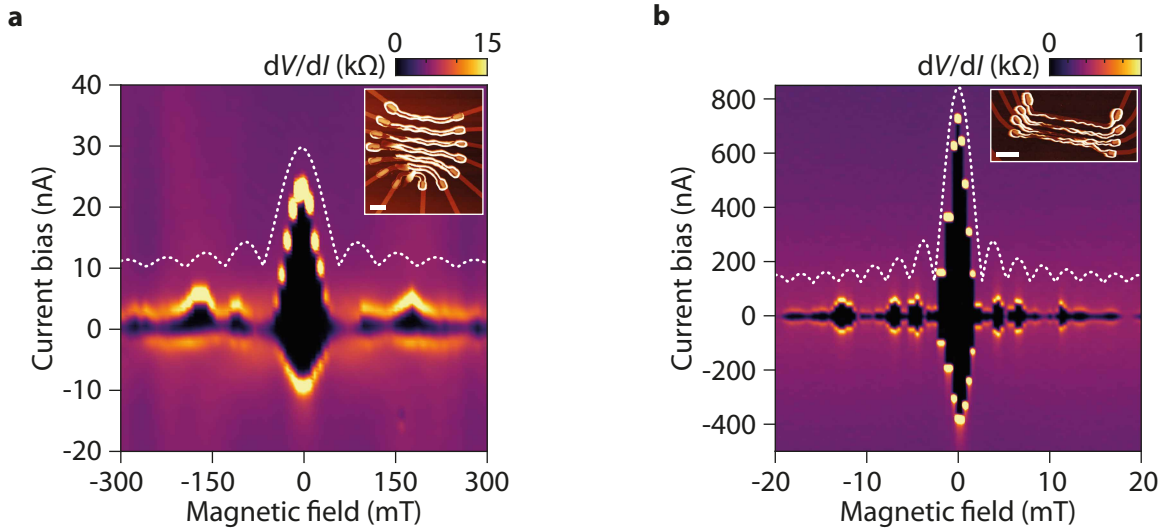 a
0 15
dV/dI (kΩ)
40
30
20
10
0
-10
-20
Current bias (nA)
-300 -150 0 150 300
Magnetic field (mT)
b
0 1
dV/dI (kΩ)
800
600
400
200
0
-200
-400
Current bias (nA)
-20 -10 0 10 20
Magnetic field (mT)